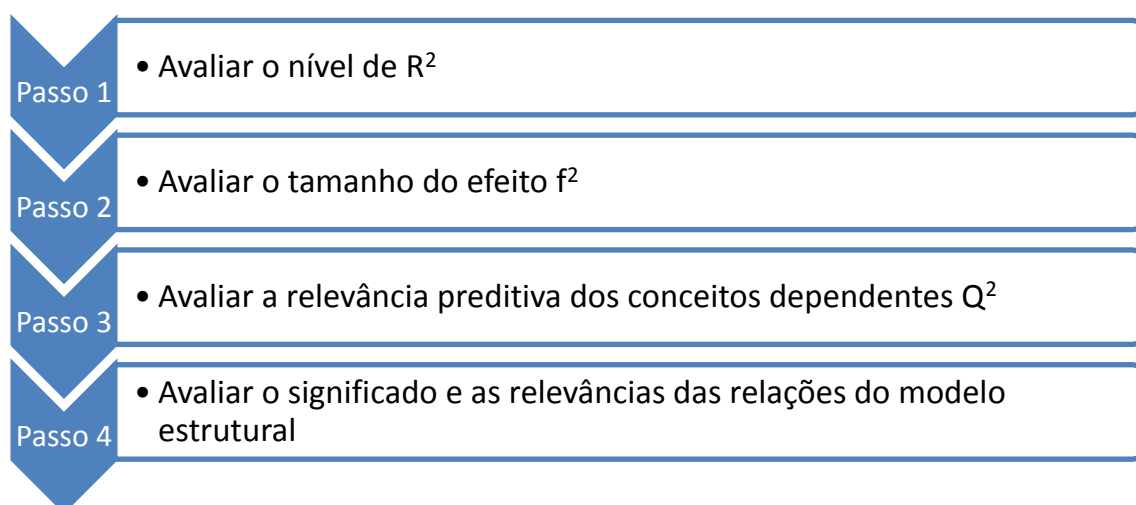 Passo 1
• Avaliar o nível de R²
Passo 2
• Avaliar o tamanho do efeito f²
Passo 3
• Avaliar a relevância preditiva dos conceitos dependentes Q²
Passo 4
• Avaliar o significado e as relevâncias das relações do modelo
estrutural